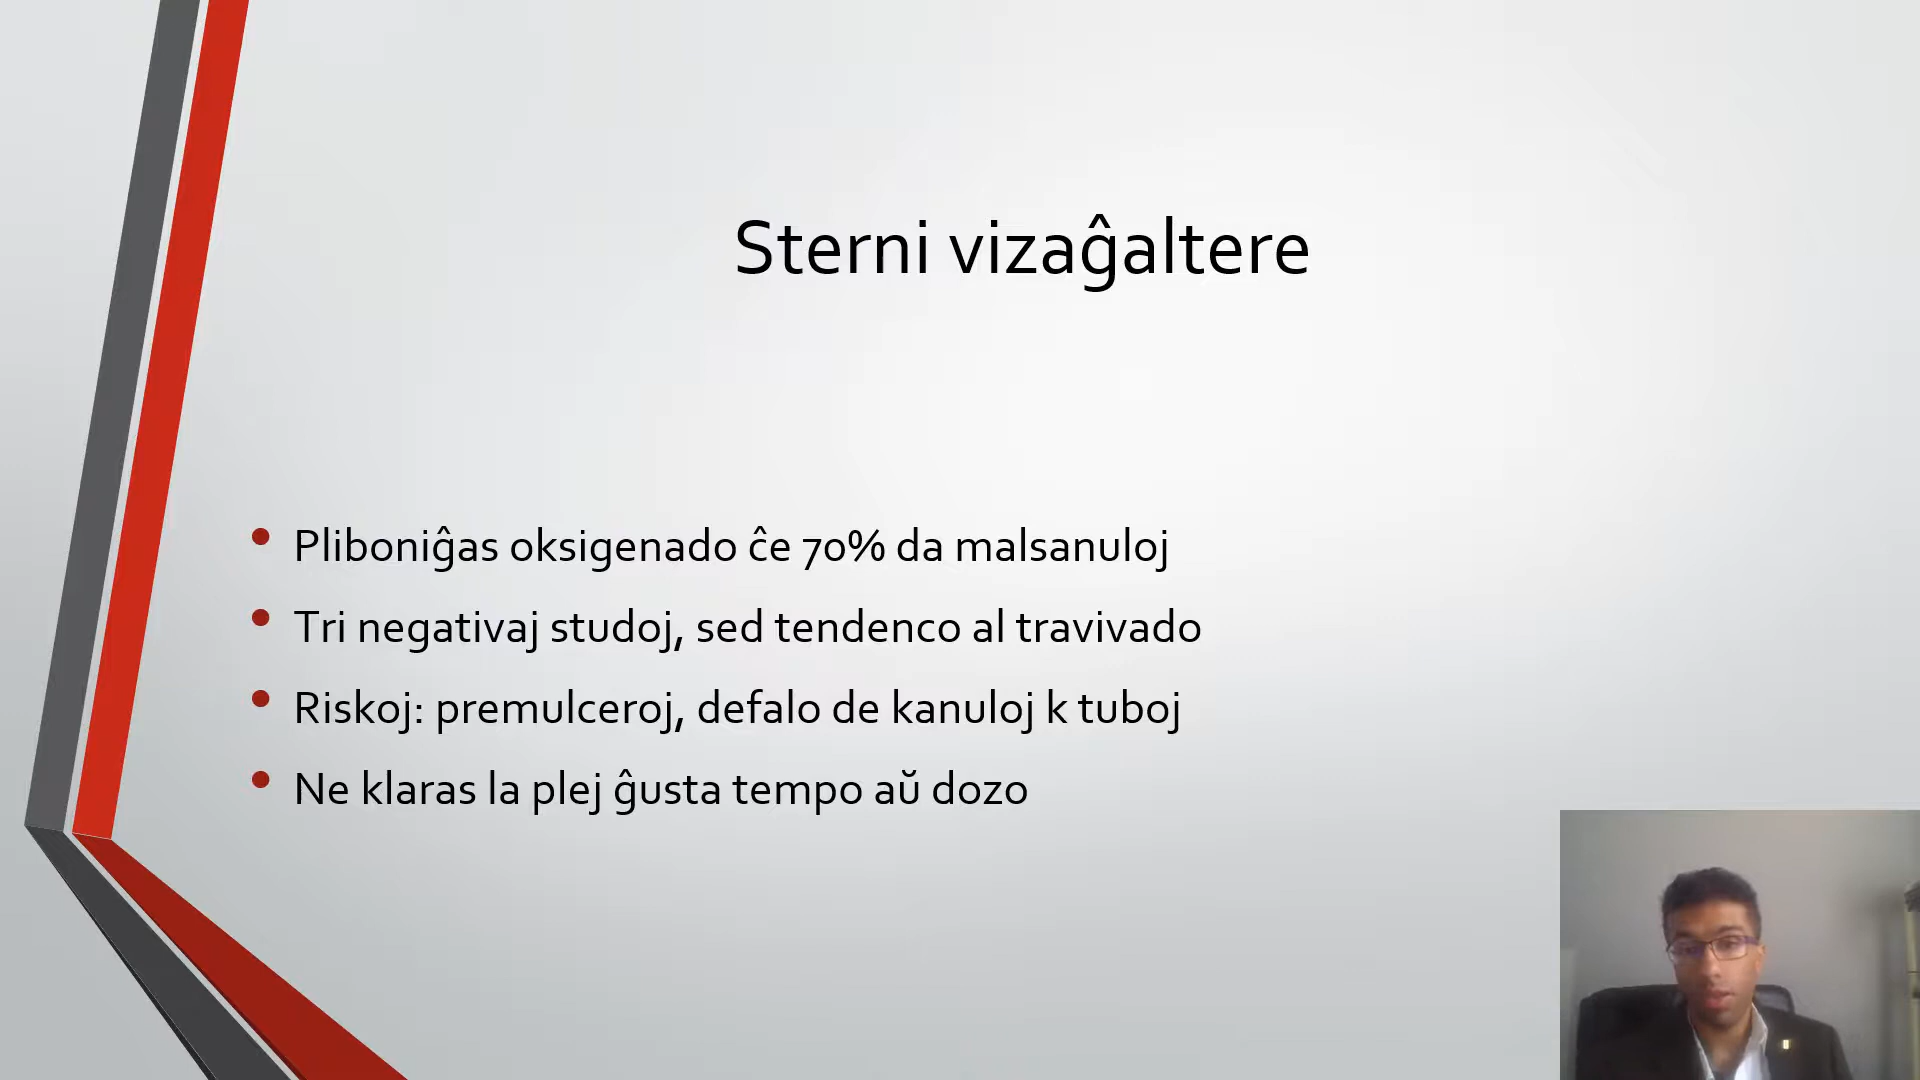 Sterni vizaĝaltere
Pliboniĝas oksigenado ĉe 70% da malsanuloj
Tri negativaj studoj, sed tendenco al travivado
Riskoj: premulceroj, defalo de kanuloj k tuboj
Ne klaras la plej ĝusta tempo aŭ dozo